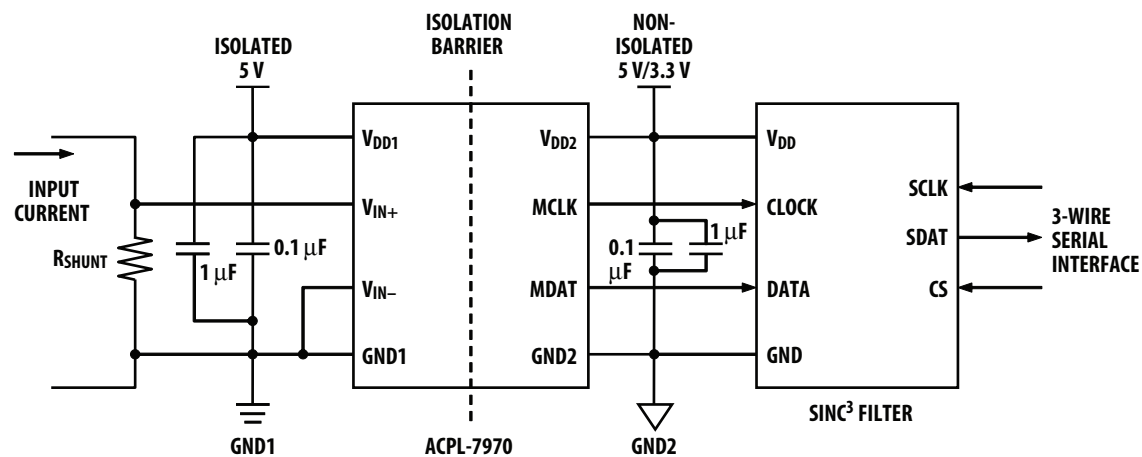 ISOLATED
5 V
ISOLATION
BARRIER
NON-
ISOLATED
5 V/3.3 V
INPUT
CURRENT
RSHUNT
1 μF
0.1 μF
VDD1
VIN+
VIN–
GND1
VDD2
MCLK
MDAT
GND2
0.1
μF
1 μF
VDD
CLOCK
DATA
GND
SCLK
SDAT
CS
3-WIRE
SERIAL
INTERFACE
GND1
ACPL-7970
GND2
SINC³ FILTER